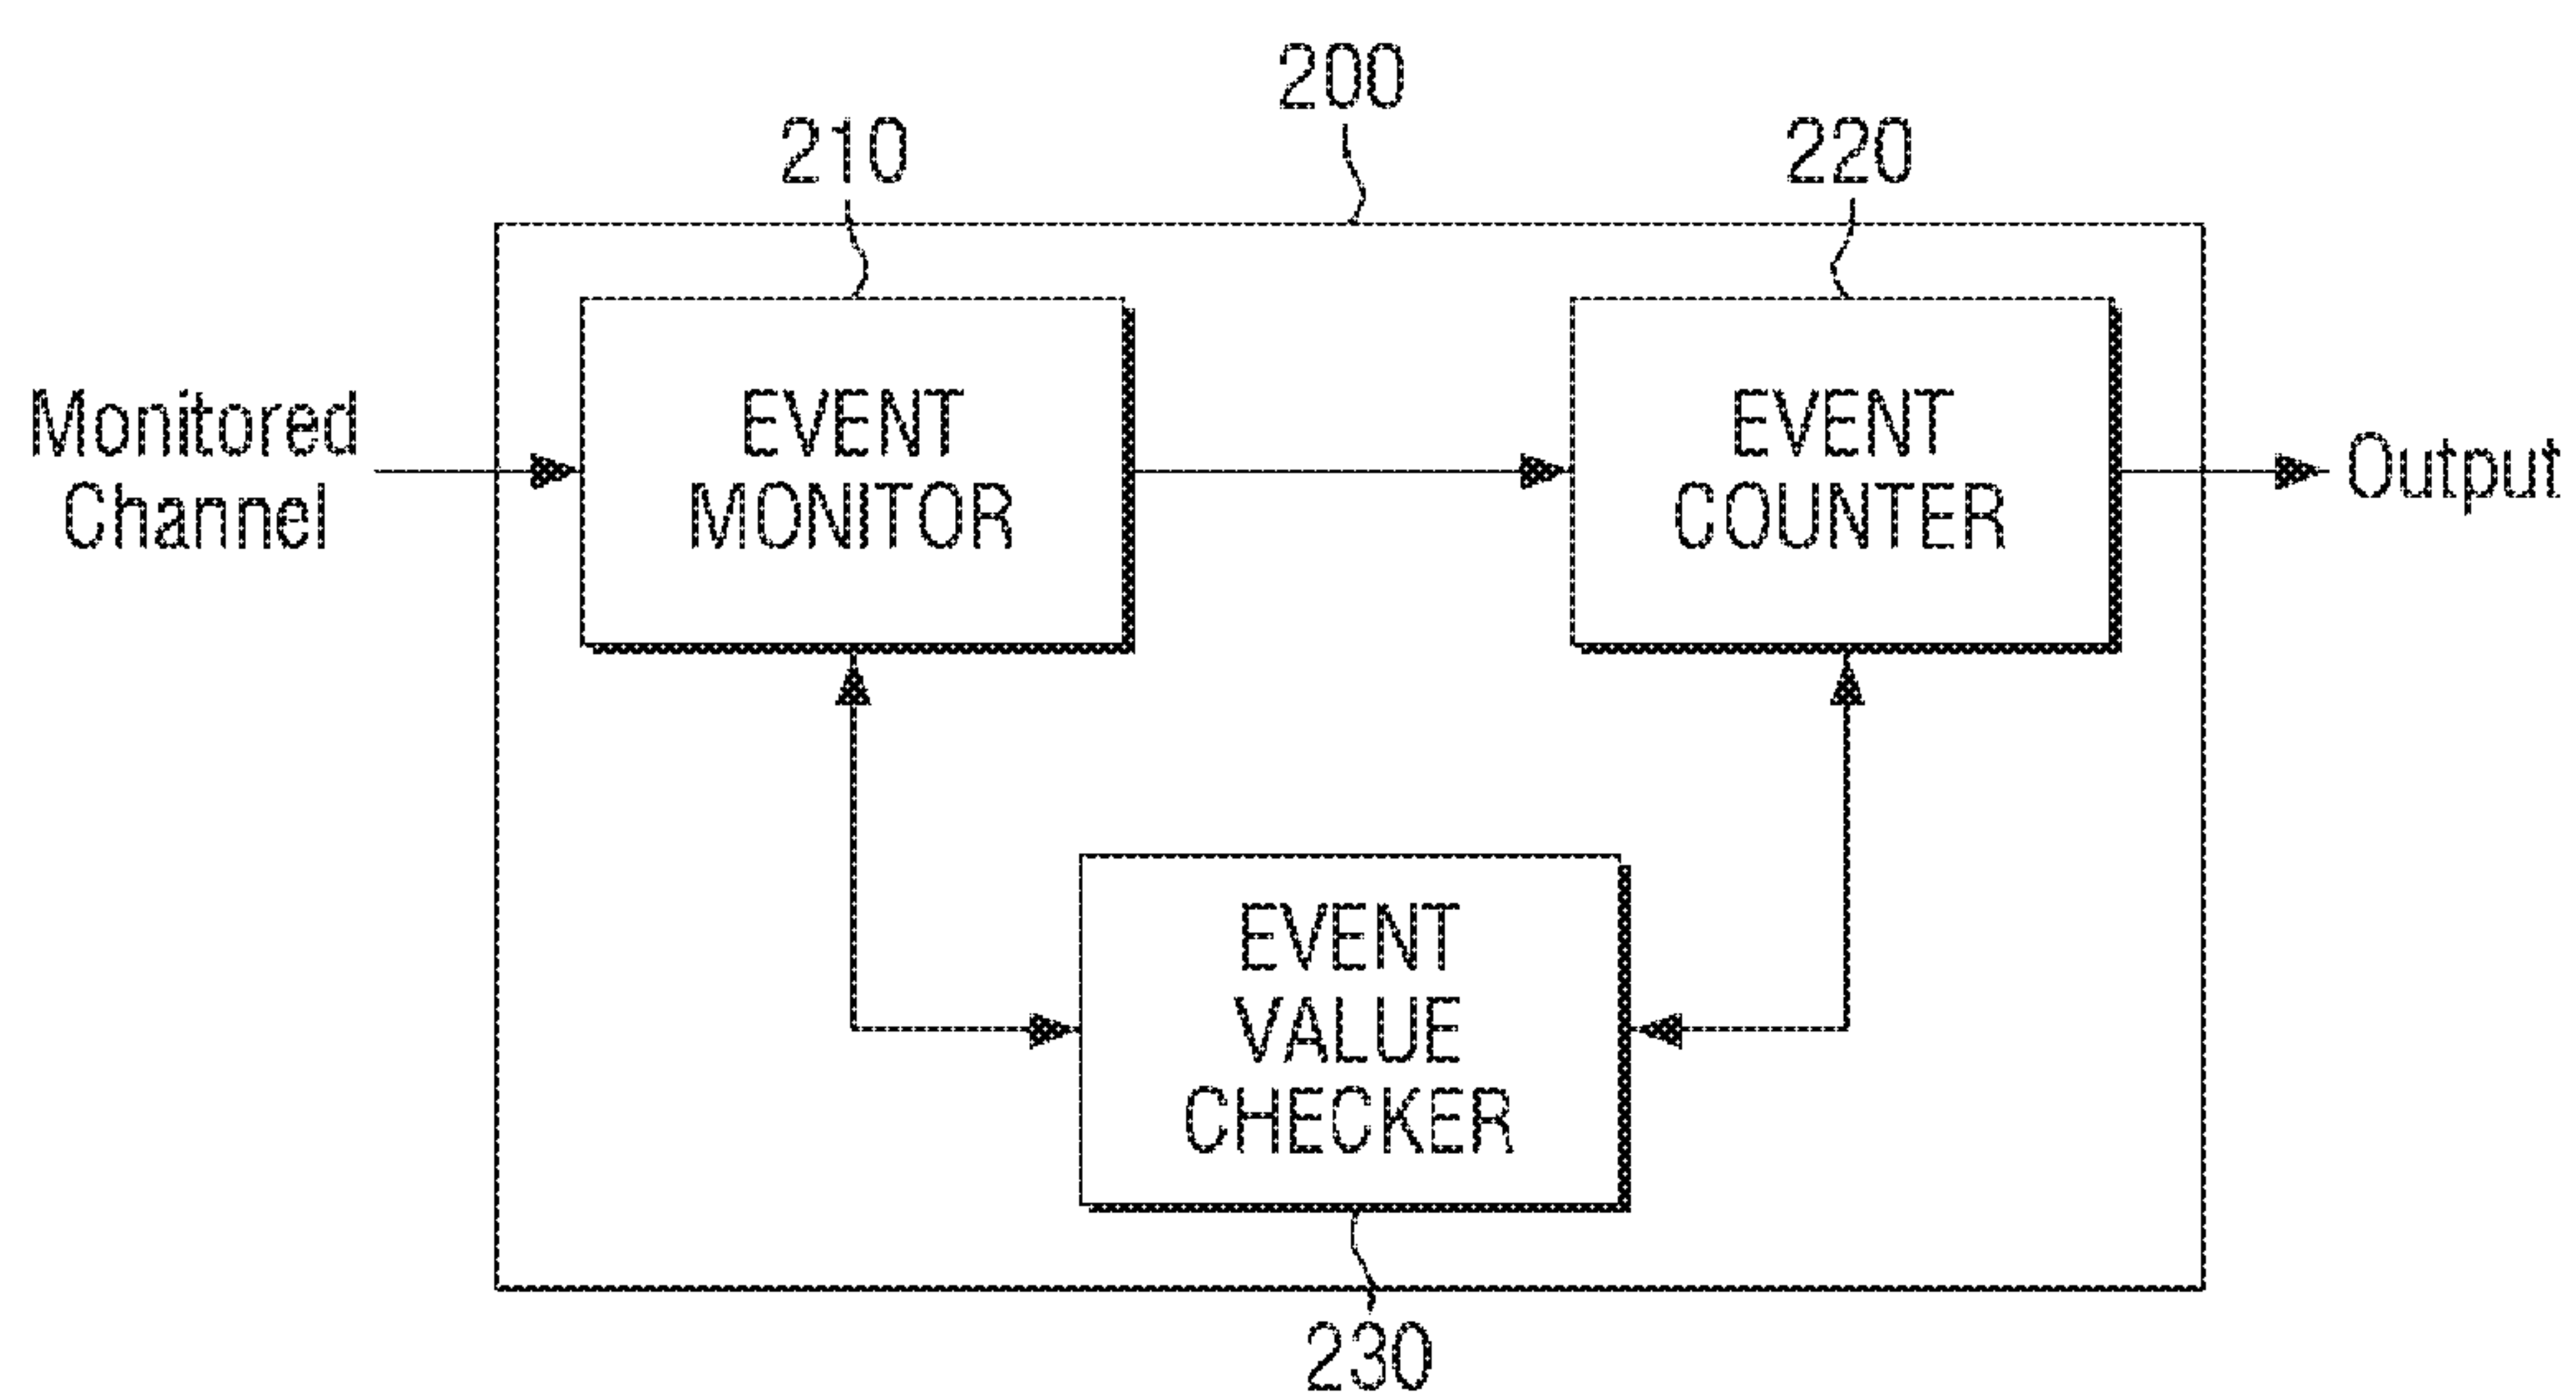 200
210
220
Monitored
Channel
EVENT
MONITOR
EVENT
COUNTER
Output
EVENT
VALUE
CHECKER
230